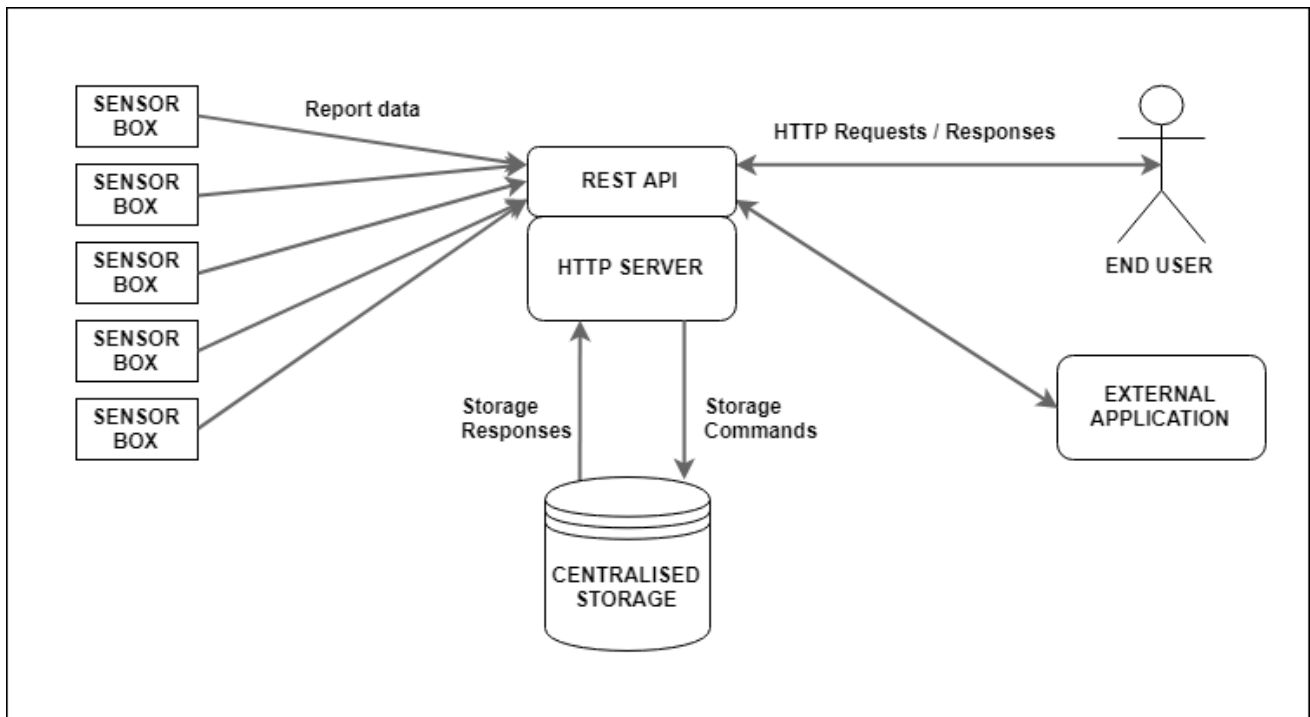 SENSOR
BOX
SENSOR
BOX
SENSOR
BOX
SENSOR
BOX
SENSOR
BOX
Report data
REST API
HTTP SERVER
HTTP Requests / Responses
END USER
EXTERNAL
APPLICATION
Storage
Responses
Storage
Commands
CENTRALISED
STORAGE